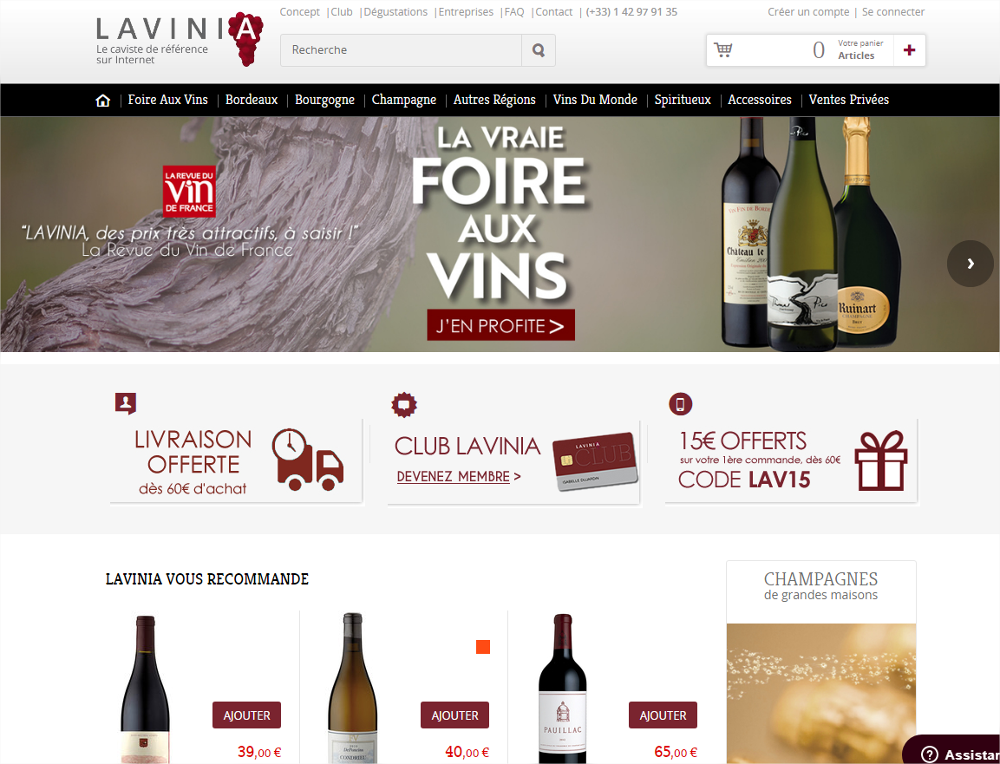 Concept | Club | Dégustations | Entreprises | FAQ | Contact | (+33) 1 42 97 91 35
Créer un compte | Se connecter
LAVINIA
Le caviste de référence
sur Internet
Recherche
0
Votre panier
Articles
+
Foire Aux Vins | Bordeaux | Bourgogne | Champagne | Autres Régions | Vins Du Monde | Spiritueux | Accessoires | Ventes Privées
LA REVUE DU
vin
DE FRANCE
“LAVINIA, des prix très attractifs, à saisir !”
La Revue du Vin de France
LA VRAIE
FOIRE
AUX
VINS
J'EN PROFITE >
Château le
Ruinart
CHAMPAGNE
Brut
LIVRAISON
OFFERTE
dès 60€ d'achat
CLUB LAVINIA
DEVENEZ MEMBRE >
LAVINIA
CLUB
ISABELLE DUJARDIN
15€ OFFERTS
sur votre 1ère commande, dès 60€
CODE LAV15
LAVINIA VOUS RECOMMANDE
CHAMPAGNES
de grandes maisons
AJOUTER
39,00 €
CONDRIEU
AJOUTER
40,00 €
PAUILLAC
AJOUTER
65,00 €
Assistan